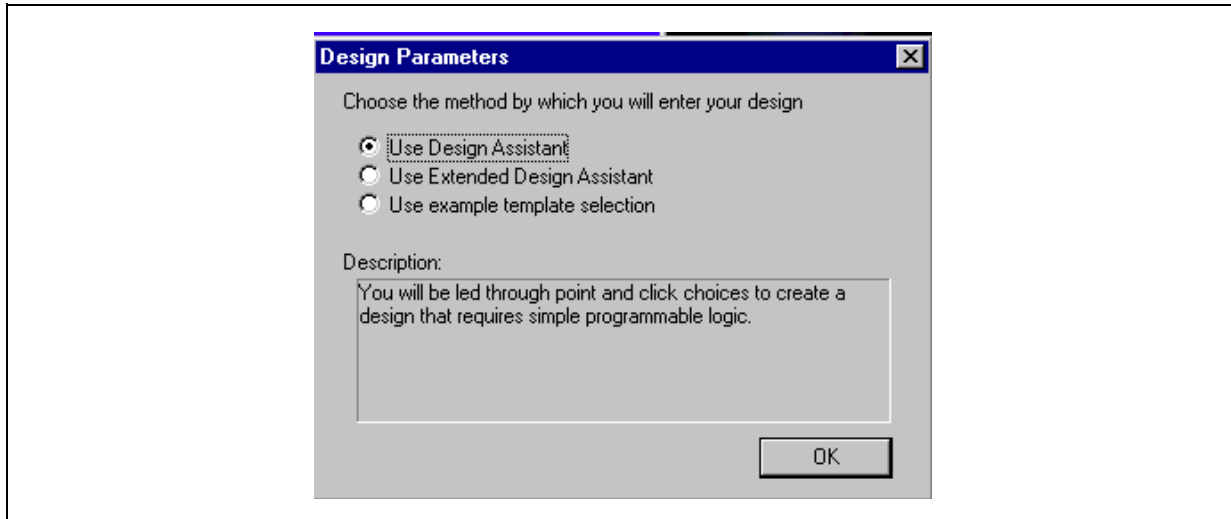 Design Parameters
Choose the method by which you will enter your design
Use Design Assistant
Use Extended Design Assistant
Use example template selection
Description:
You will be led through point and click choices to create a
design that requires simple programmable logic.
OK